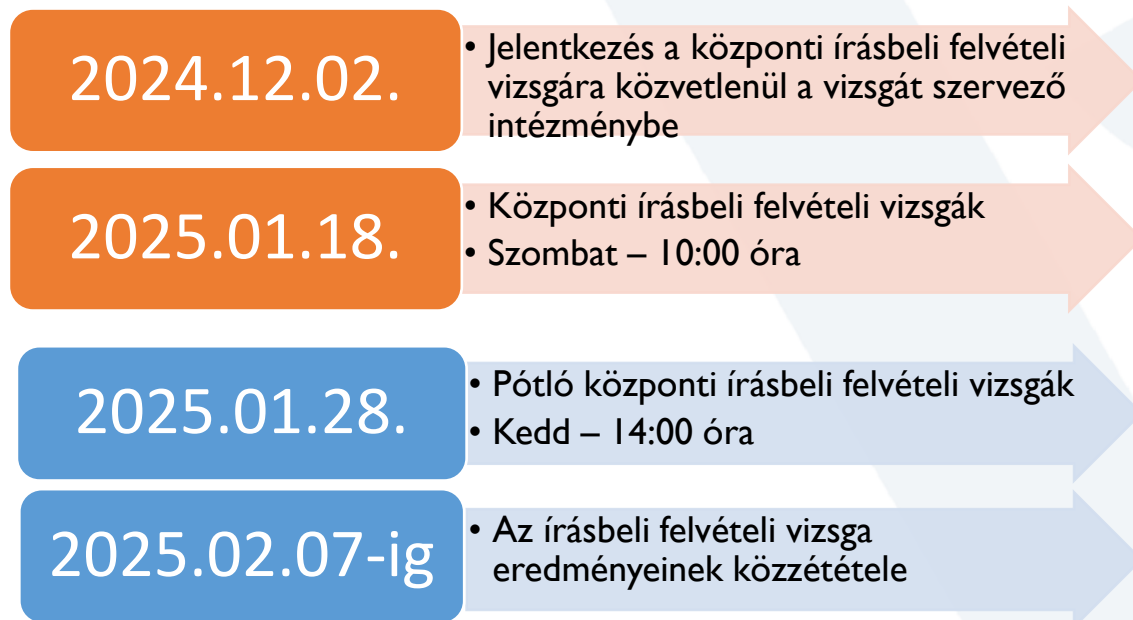 2024.12.02.
• Jelentkezés a központi írásbeli felvételi
vizsgára közvetlenül a vizsgát szervező
intézménybe
2025.01.18.
• Központi írásbeli felvételi vizsgák
• Szombat – 10:00 óra
2025.01.28.
• Pótló központi írásbeli felvételi vizsgák
• Kedd – 14:00 óra
2025.02.07-ig
• Az írásbeli felvételi vizsga
eredményeinek közzététele